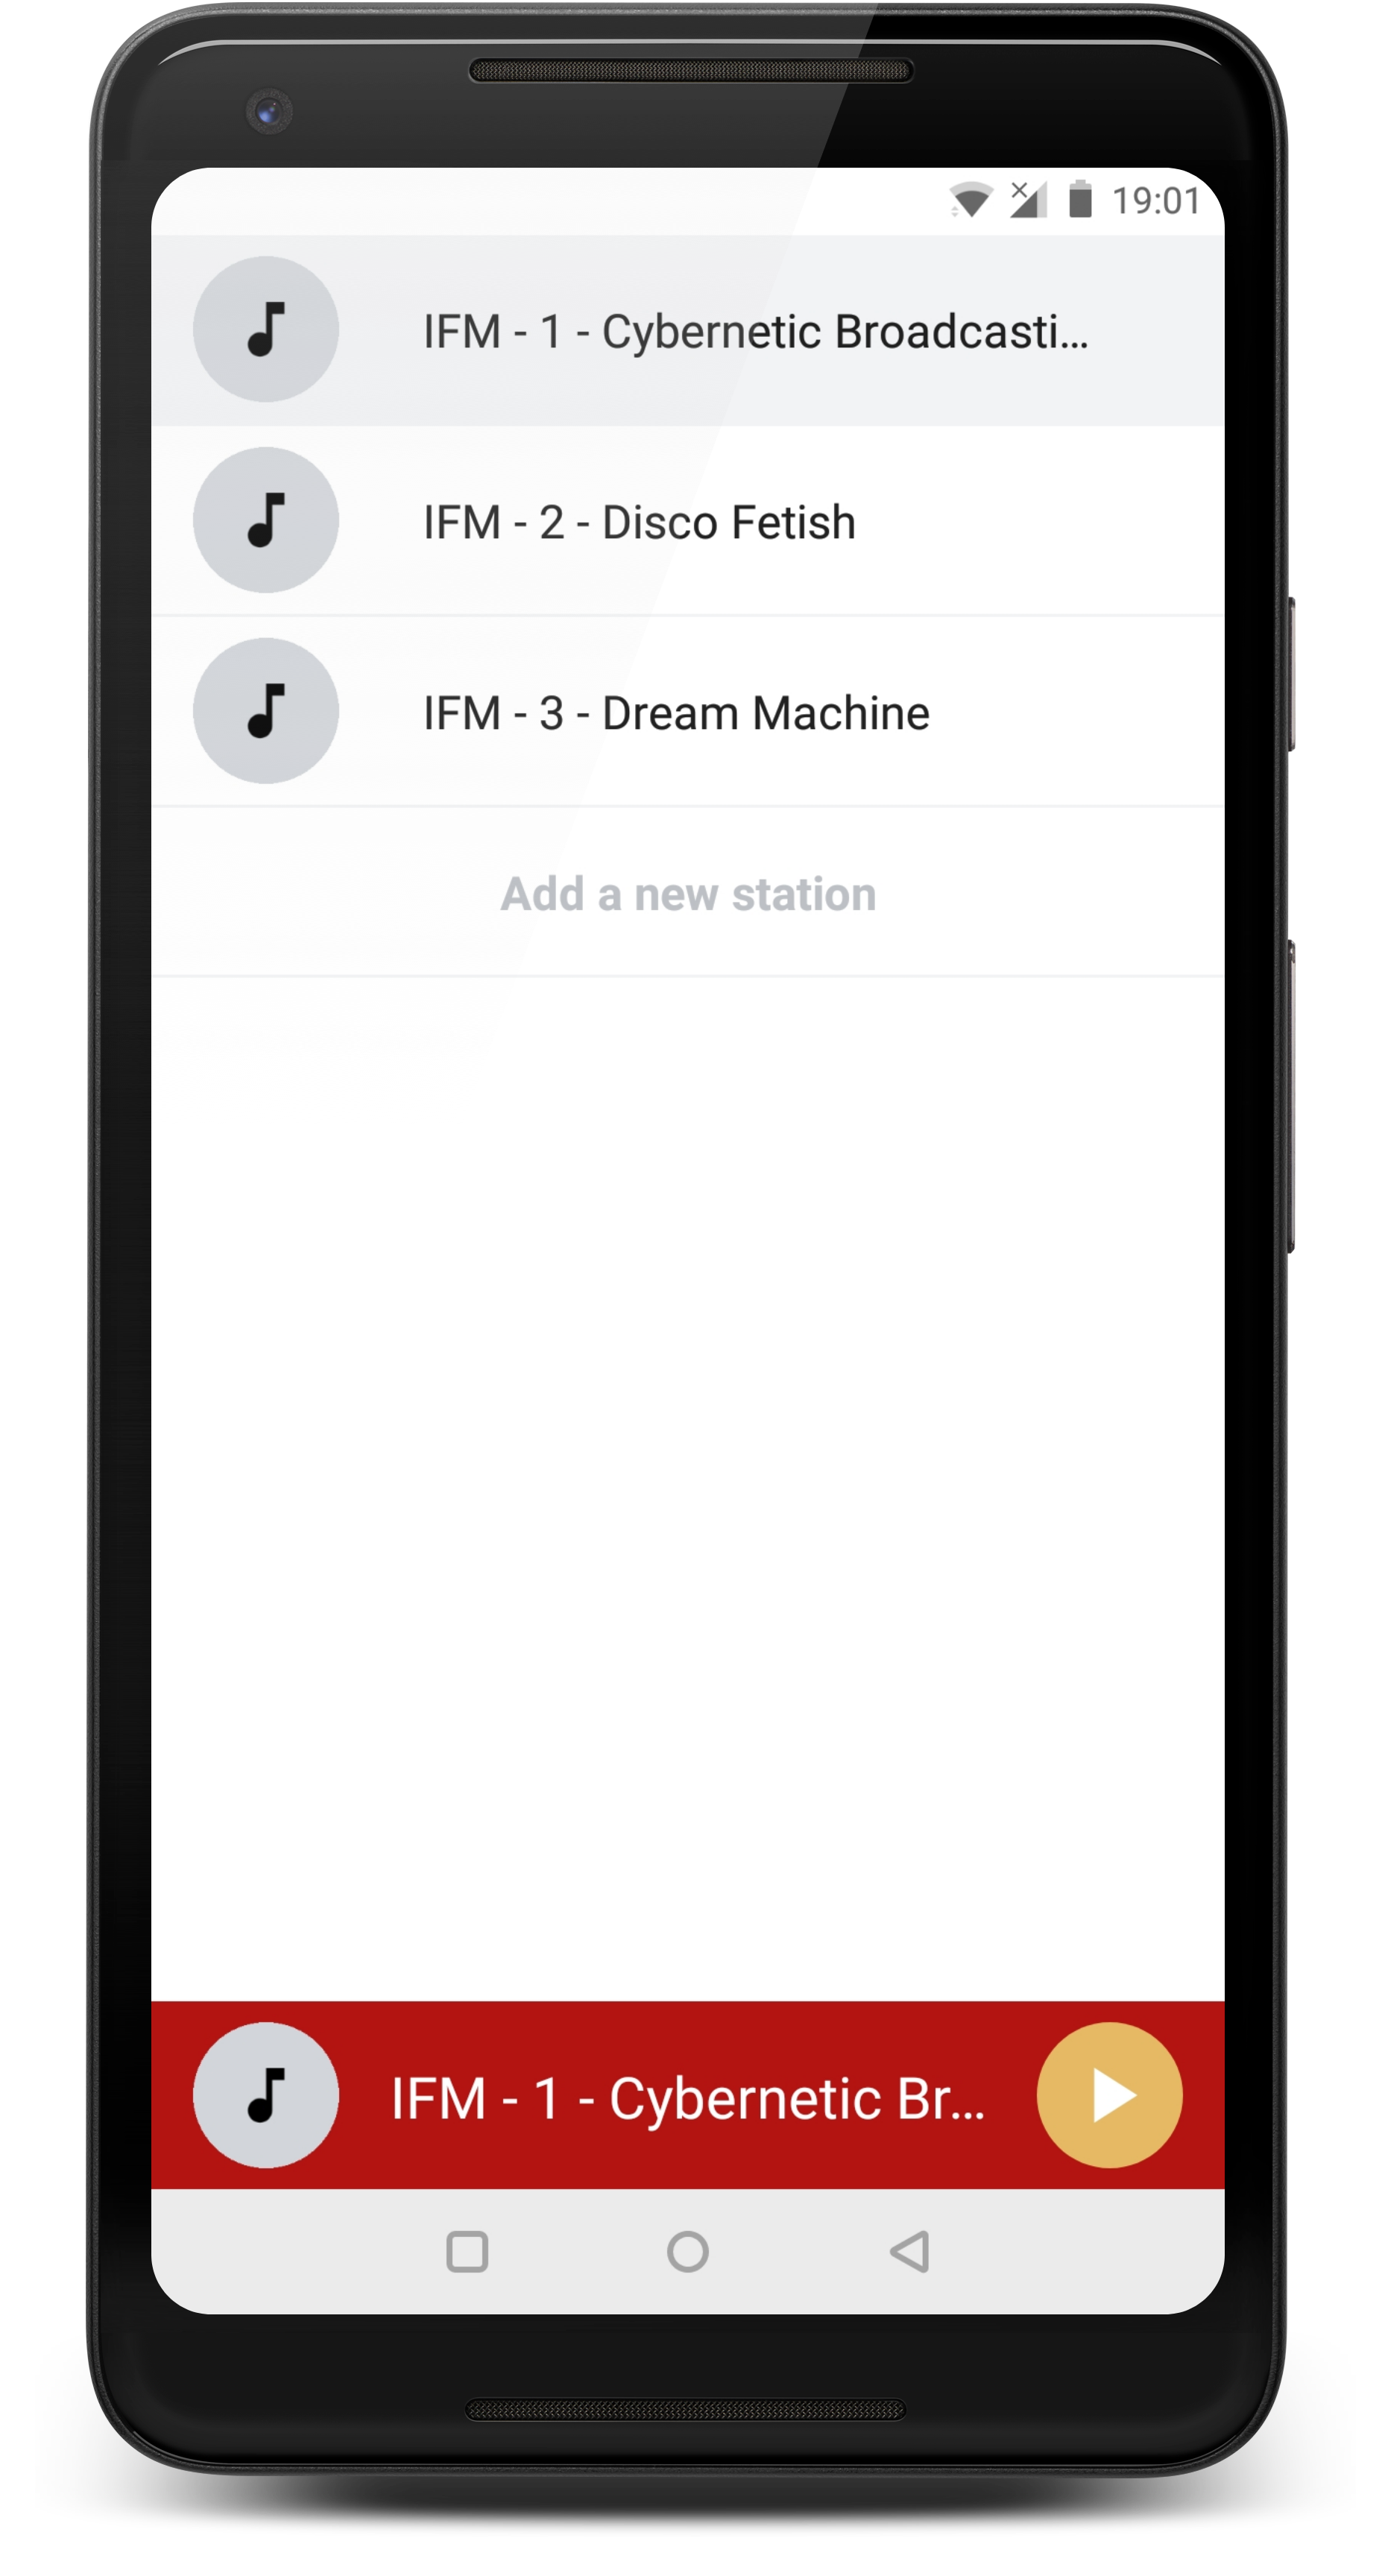 19:01
IFM - 1 - Cybernetic Broadcasti...
IFM - 2 - Disco Fetish
IFM - 3 - Dream Machine
Add a new station
IFM - 1 - Cybernetic Br...